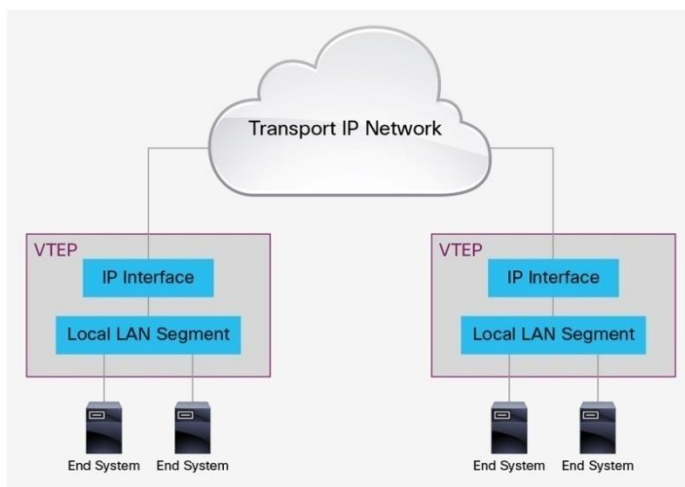 Transport IP Network
VTEP
IP Interface
Local LAN Segment
End System
End System
VTEP
IP Interface
Local LAN Segment
End System
End System